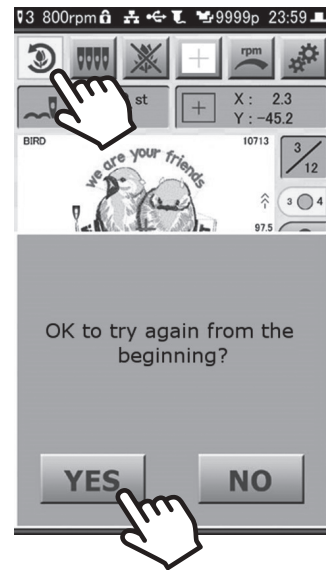 3 800rpm 9999p 23:59
rpm
st
X : 2.3
Y : -45.2
BIRD
10713
3/12
we are your friends
3 4
97.5
OK to try again from the
beginning?
YES
NO